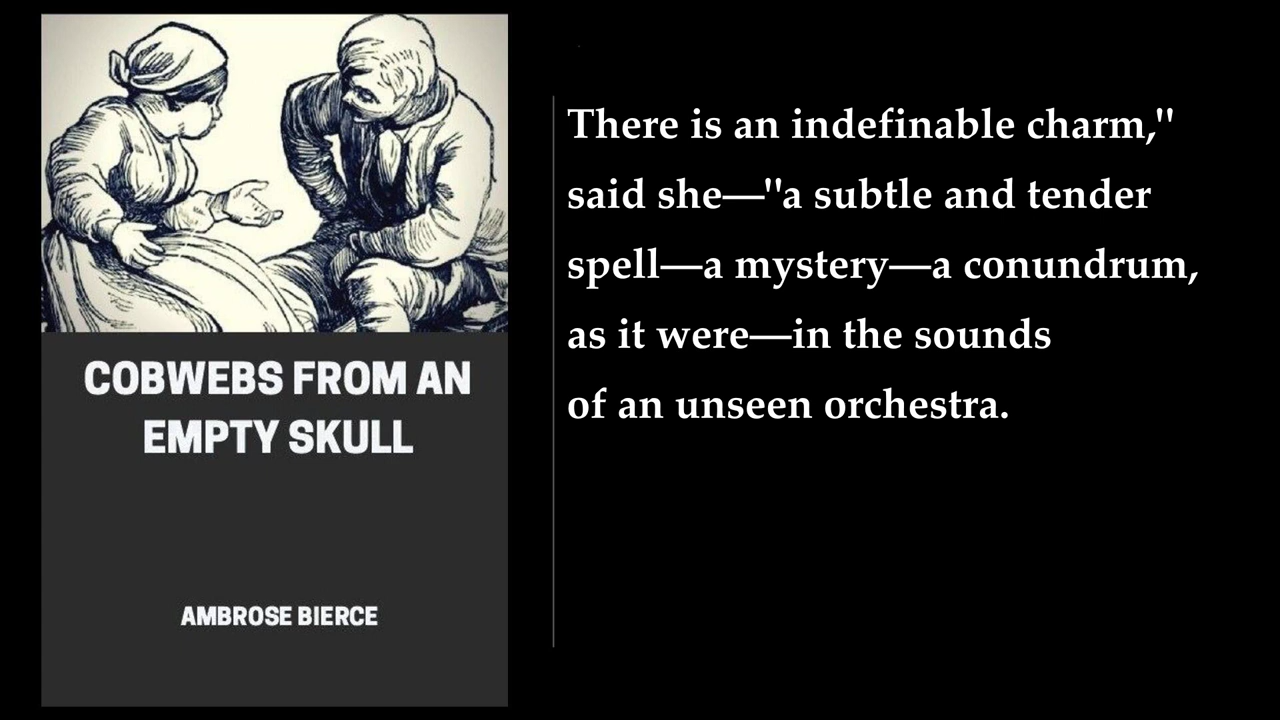 COBWEBS FROM AN
EMPTY SKULL
AMBROSE BIERCE
There is an indefinable charm,"
said she—"a subtle and tender
spell—a mystery—a conundrum,
as it were—in the sounds
of an unseen orchestra.